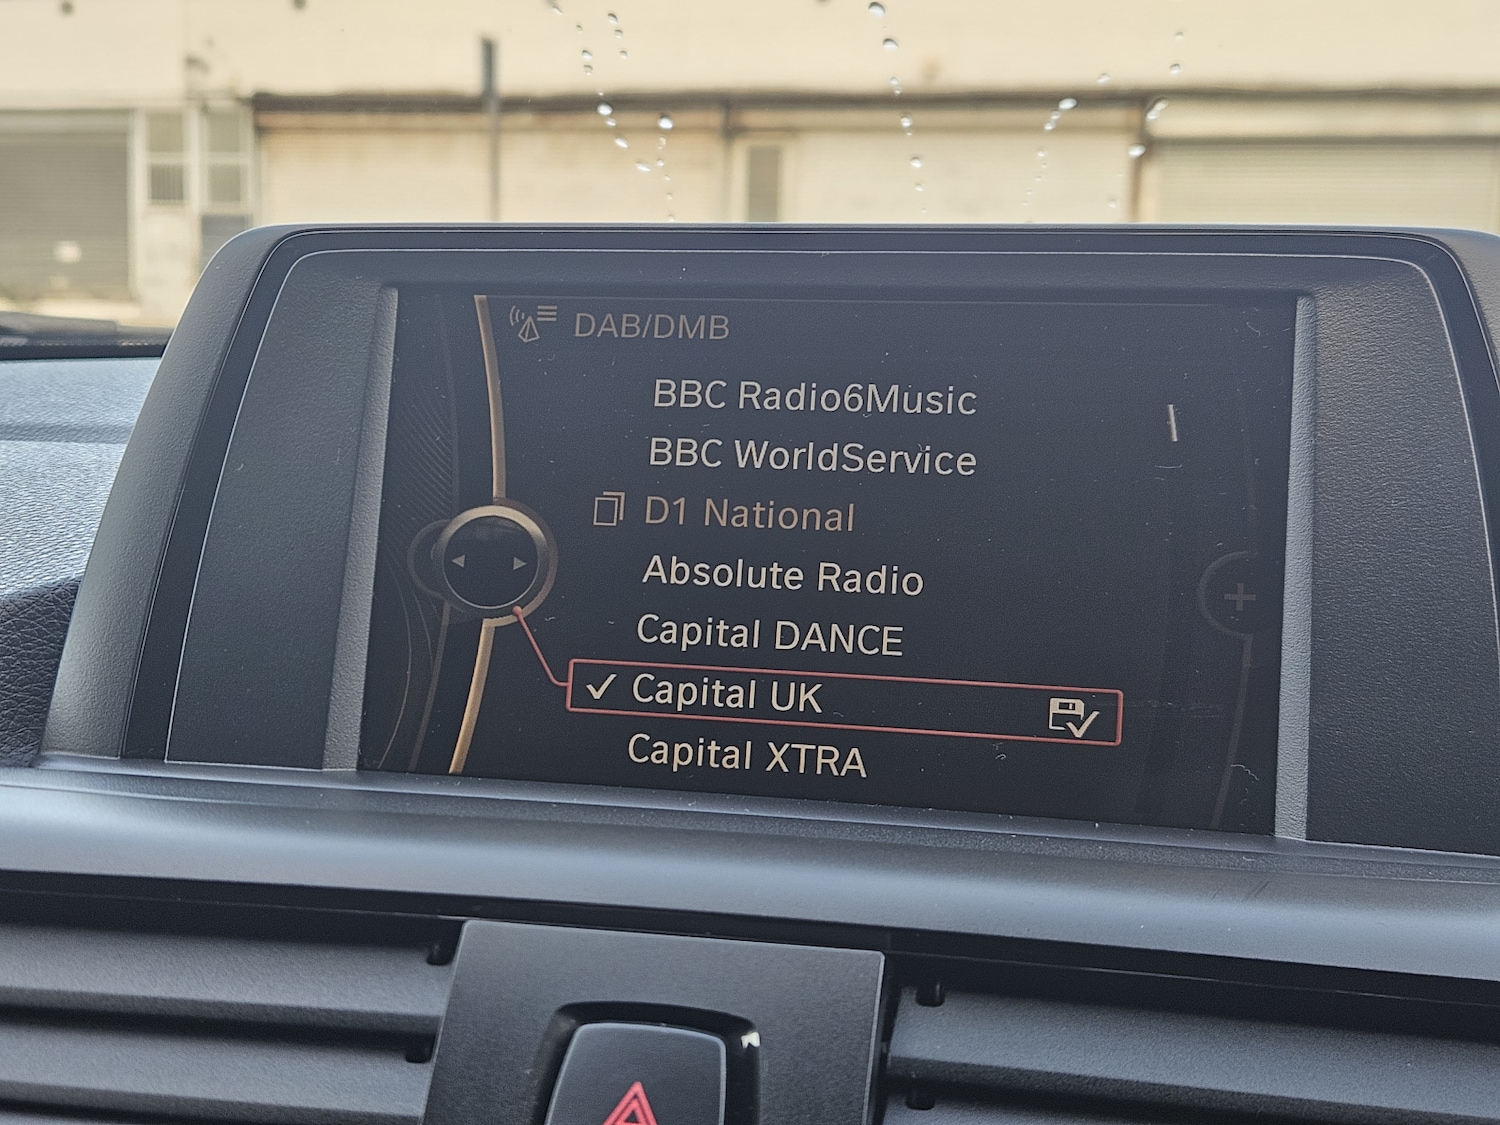 DAB/DMB
BBC Radio6Music
BBC WorldService
D1 National
Absolute Radio
Capital DANCE
Capital UK
Capital XTRA